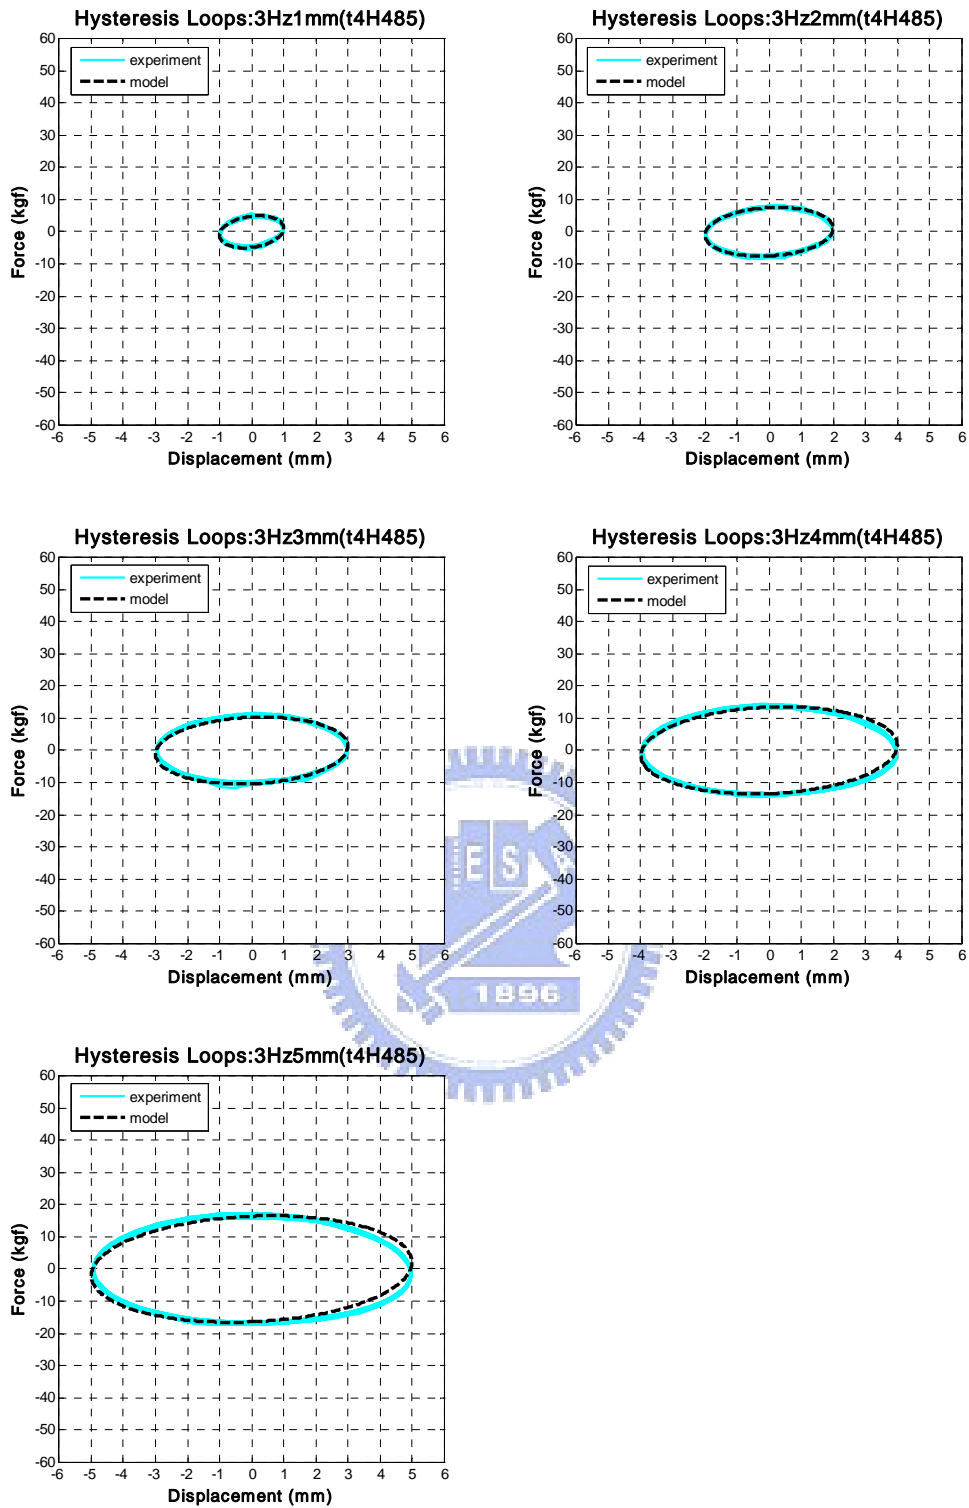 Hysteresis Loops:3Hz1mm(t4H485)
60
50
40
30
20
10
0
-10
-20
-30
-40
-50
-60
Force (kgf)
experiment
model
-6 -5 -4 -3 -2 -1 0 1 2 3 4 5 6
Displacement (mm)
Hysteresis Loops:3Hz2mm(t4H485)
60
50
40
30
20
10
0
-10
-20
-30
-40
-50
-60
Force (kgf)
experiment
model
-6 -5 -4 -3 -2 -1 0 1 2 3 4 5 6
Displacement (mm)
Hysteresis Loops:3Hz3mm(t4H485)
60
50
40
30
20
10
0
-10
-20
-30
-40
-50
-60
Force (kgf)
experiment
model
-6 -5 -4 -3 -2 -1 0 1 2 3 4 5 6
Displacement (mm)
Hysteresis Loops:3Hz4mm(t4H485)
60
50
40
30
20
10
0
-10
-20
-30
-40
-50
-60
Force (kgf)
experiment
model
-6 -5 -4 -3 -2 -1 0 1 2 3 4 5 6
Displacement (mm)
E S A
1896
Hysteresis Loops:3Hz5mm(t4H485)
60
50
40
30
20
10
0
-10
-20
-30
-40
-50
-60
Force (kgf)
experiment
model
-6 -5 -4 -3 -2 -1 0 1 2 3 4 5 6
Displacement (mm)